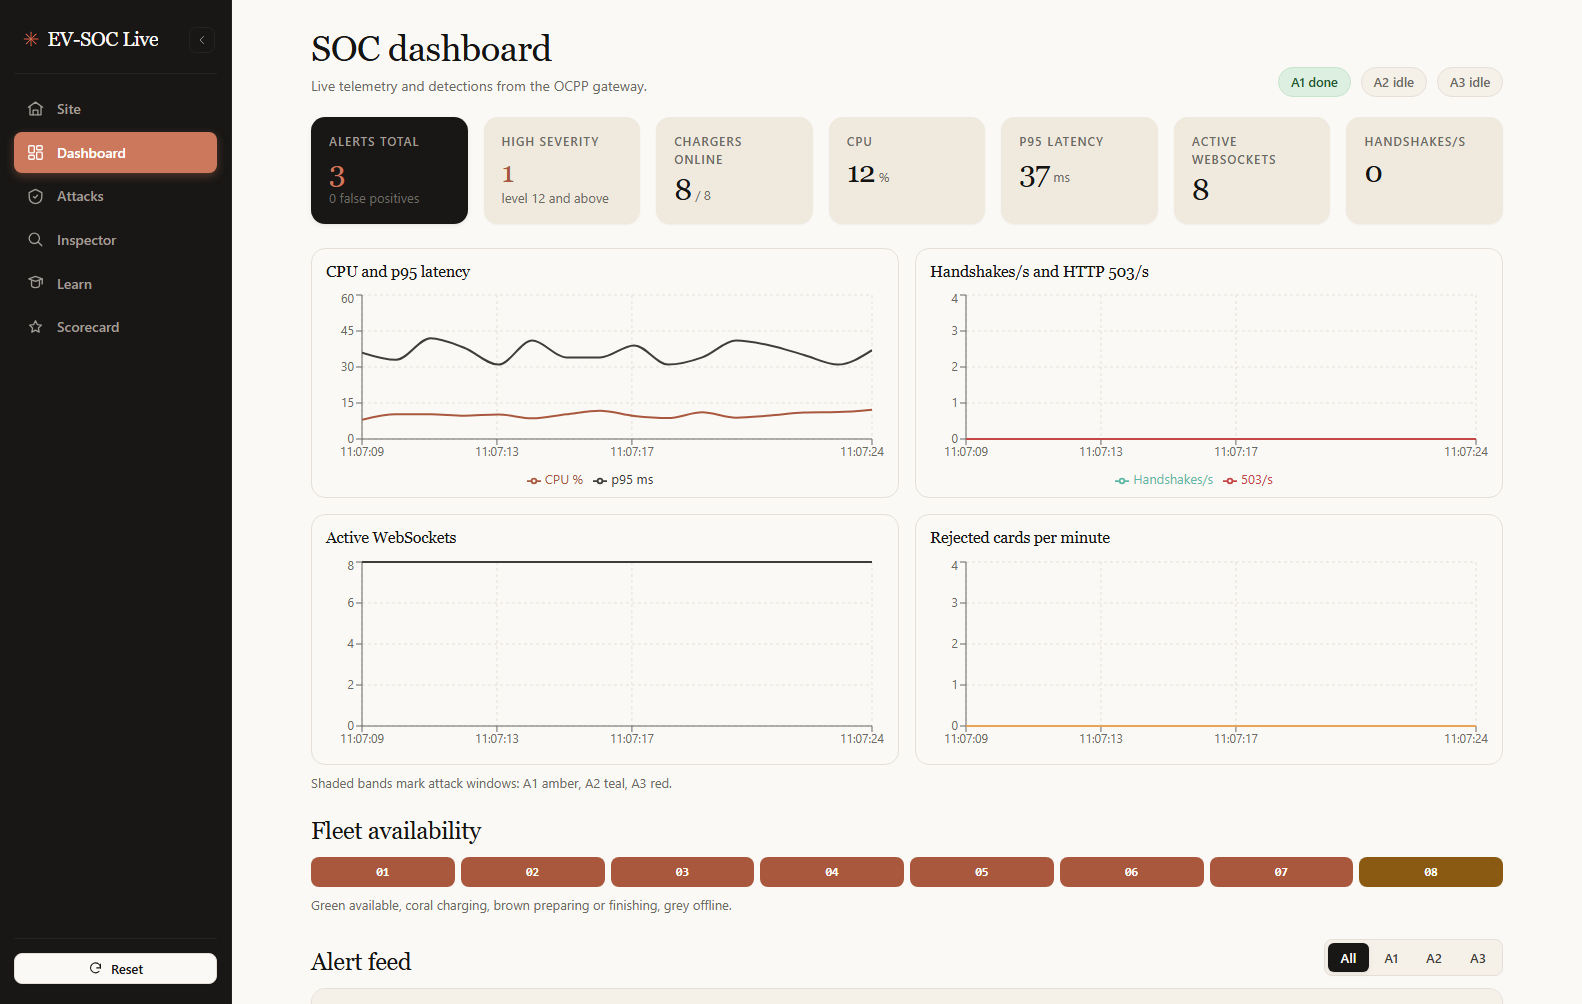 EV-SOC Live
Site
Dashboard
Attacks
Inspector
Learn
Scorecard
Reset
SOC dashboard
Live telemetry and detections from the OCPP gateway.
A1 done
A2 idle
A3 idle
ALERTS TOTAL
3
0 false positives
HIGH SEVERITY
1
level 12 and above
CHARGERS
ONLINE
8 / 8
CPU
12 %
P95 LATENCY
37 ms
ACTIVE
WEBSOCKETS
8
HANDSHAKES/S
0
CPU and p95 latency
60
45
30
15
0
11:07:09 11:07:13 11:07:17 11:07:24
CPU % p95 ms
Handshakes/s and HTTP 503/s
4
3
2
1
0
11:07:09 11:07:13 11:07:17 11:07:24
Handshakes/s 503/s
Active WebSockets
8
6
4
2
0
11:07:09 11:07:13 11:07:17 11:07:24
Rejected cards per minute
4
3
2
1
0
11:07:09 11:07:13 11:07:17 11:07:24
Shaded bands mark attack windows: A1 amber, A2 teal, A3 red.
Fleet availability
01 02 03 04 05 06 07 08
Green available, coral charging, brown preparing or finishing, grey offline.
Alert feed
All A1 A2 A3